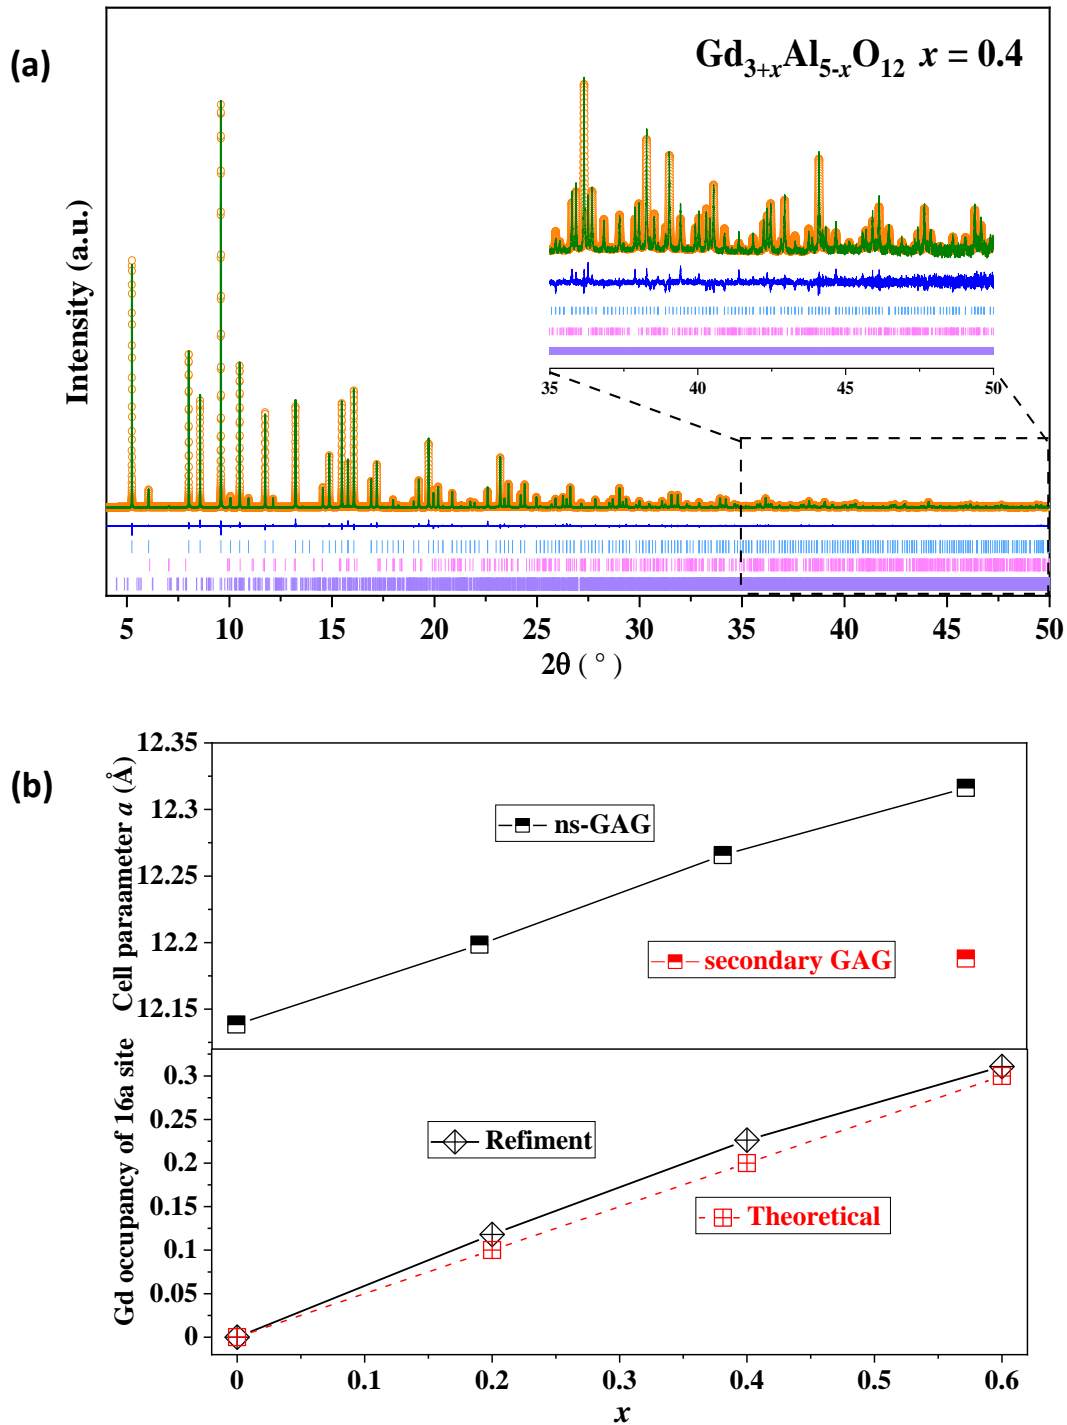 (a)
Gd3+xAl5-xO12 x = 0.4
Intensity (a.u.)
35 40 45 50
5 10 15 20 25 30 35 40 45 50
2θ ( ° )
(b)
Cell paraameter a (Å)
12.35
12.3
12.25
12.2
12.15
ns-GAG
secondary GAG
Gd occupancy of 16a site
0.3
0.25
0.2
0.15
0.1
0.05
0
Refiment
Theoretical
0 0.1 0.2 0.3 0.4 0.5 0.6
x